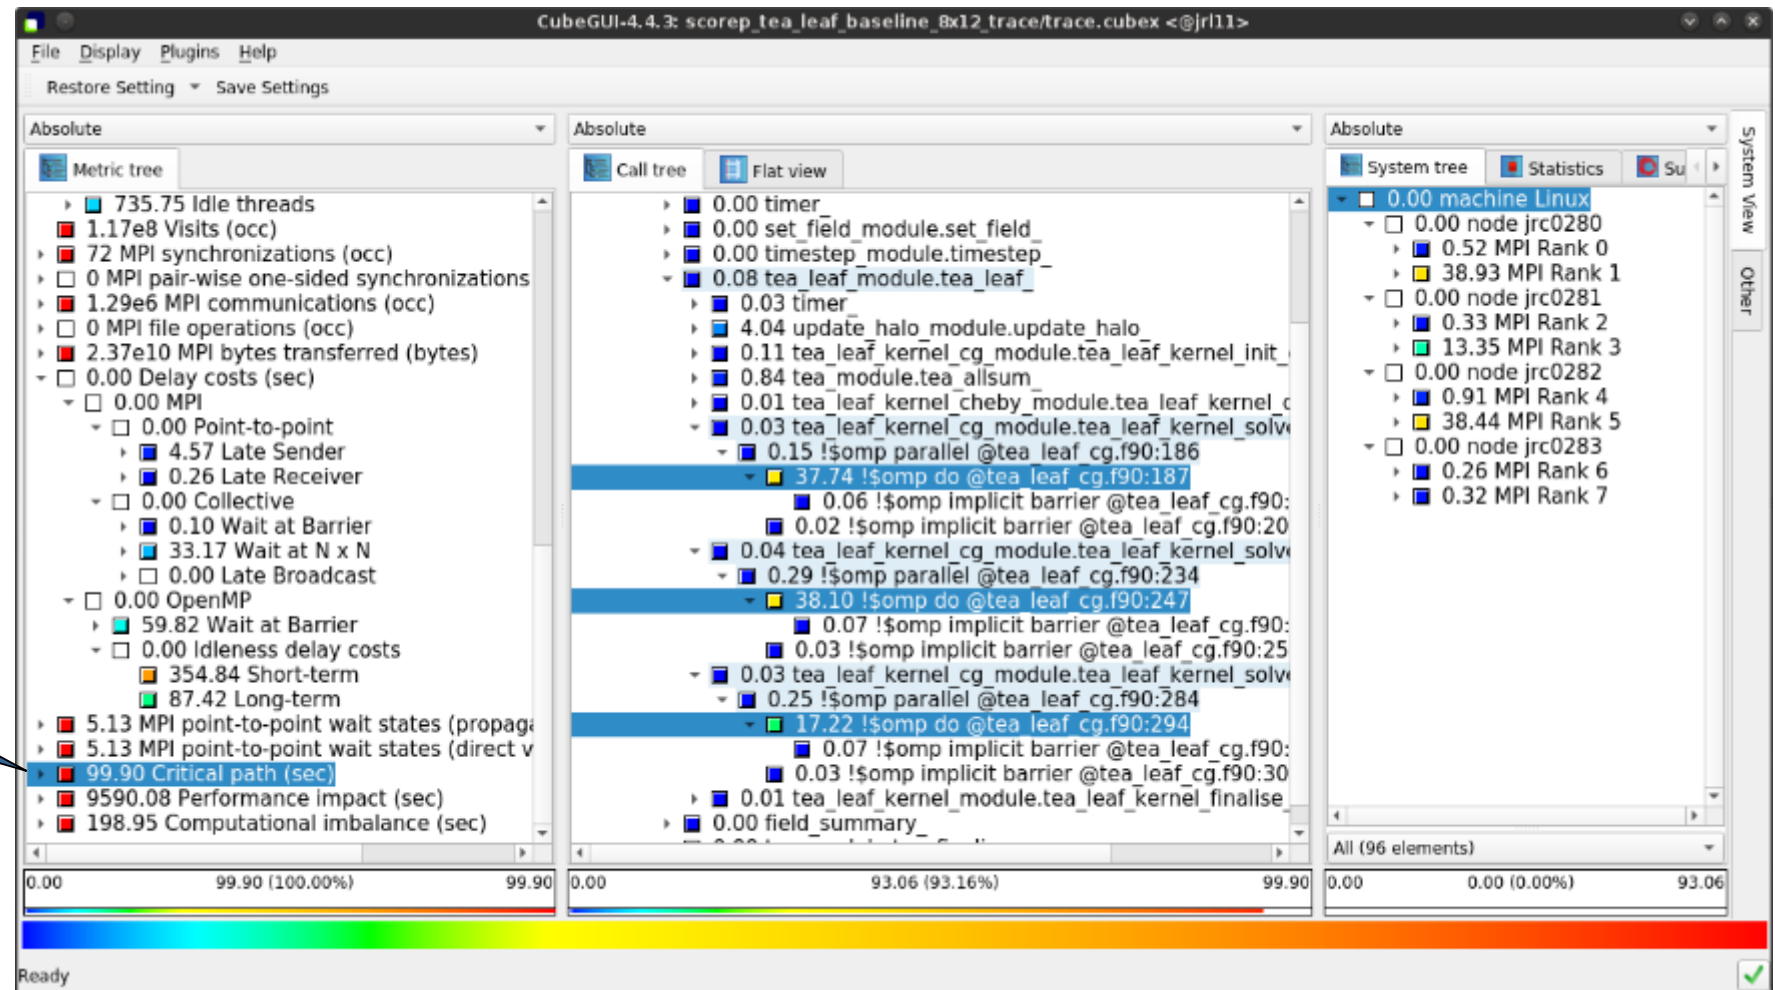 CubeGUI-4.4.3: scorep_tea_leaf_baseline_8x12_trace/trace.cubex <@jrl11>
File Display Plugins Help
Restore Setting Save Settings
Absolute
Metric tree
735.75 Idle threads
1.17e8 Visits (occ)
72 MPI synchronizations (occ)
0 MPI pair-wise one-sided synchronizations
1.29e6 MPI communications (occ)
0 MPI file operations (occ)
2.37e10 MPI bytes transferred (bytes)
0.00 Delay costs (sec)
0.00 MPI
0.00 Point-to-point
4.57 Late Sender
0.26 Late Receiver
0.00 Collective
0.10 Wait at Barrier
33.17 Wait at N x N
0.00 Late Broadcast
0.00 OpenMP
59.82 Wait at Barrier
0.00 Idleness delay costs
354.84 Short-term
87.42 Long-term
5.13 MPI point-to-point wait states (propaga
5.13 MPI point-to-point wait states (direct v
99.90 Critical path (sec)
9590.08 Performance impact (sec)
198.95 Computational imbalance (sec)
0.00 99.90 (100.00%) 99.90
Absolute
Call tree Flat view
0.00 timer_
0.00 set_field_module.set_field_
0.00 timestep_module.timestep_
0.08 tea_leaf_module.tea_leaf_
0.03 timer_
4.04 update_halo_module.update_halo_
0.11 tea_leaf_kernel_cg_module.tea_leaf_kernel_init_
0.84 tea_module.tea_allsum_
0.01 tea_leaf_kernel_cheby_module.tea_leaf_kernel_c
0.03 tea_leaf_kernel_cg_module.tea_leaf_kernel_solve
0.15 !$omp parallel @tea_leaf_cg.f90:186
37.74 !$omp do @tea_leaf_cg.f90:187
0.06 !$omp implicit barrier @tea_leaf_cg.f90:
0.02 !$omp implicit barrier @tea_leaf_cg.f90:20
0.04 tea_leaf_kernel_cg_module.tea_leaf_kernel_solve
0.29 !$omp parallel @tea_leaf_cg.f90:234
38.10 !$omp do @tea_leaf_cg.f90:247
0.07 !$omp implicit barrier @tea_leaf_cg.f90:
0.03 !$omp implicit barrier @tea_leaf_cg.f90:25
0.03 tea_leaf_kernel_cg_module.tea_leaf_kernel_solve
0.25 !$omp parallel @tea_leaf_cg.f90:284
17.22 !$omp do @tea_leaf_cg.f90:294
0.07 !$omp implicit barrier @tea_leaf_cg.f90:
0.03 !$omp implicit barrier @tea_leaf_cg.f90:30
0.01 tea_leaf_kernel_module.tea_leaf_kernel_finalise_
0.00 field_summary_
0.00 93.06 (93.16%) 99.90
Absolute
System tree Statistics Su
0.00 machine Linux
0.00 node jrc0280
0.52 MPI Rank 0
38.93 MPI Rank 1
0.00 node jrc0281
0.33 MPI Rank 2
13.35 MPI Rank 3
0.00 node jrc0282
0.91 MPI Rank 4
38.44 MPI Rank 5
0.00 node jrc0283
0.26 MPI Rank 6
0.32 MPI Rank 7
All (96 elements)
0.00 0.00 (0.00%) 93.06
System View
Other
Ready